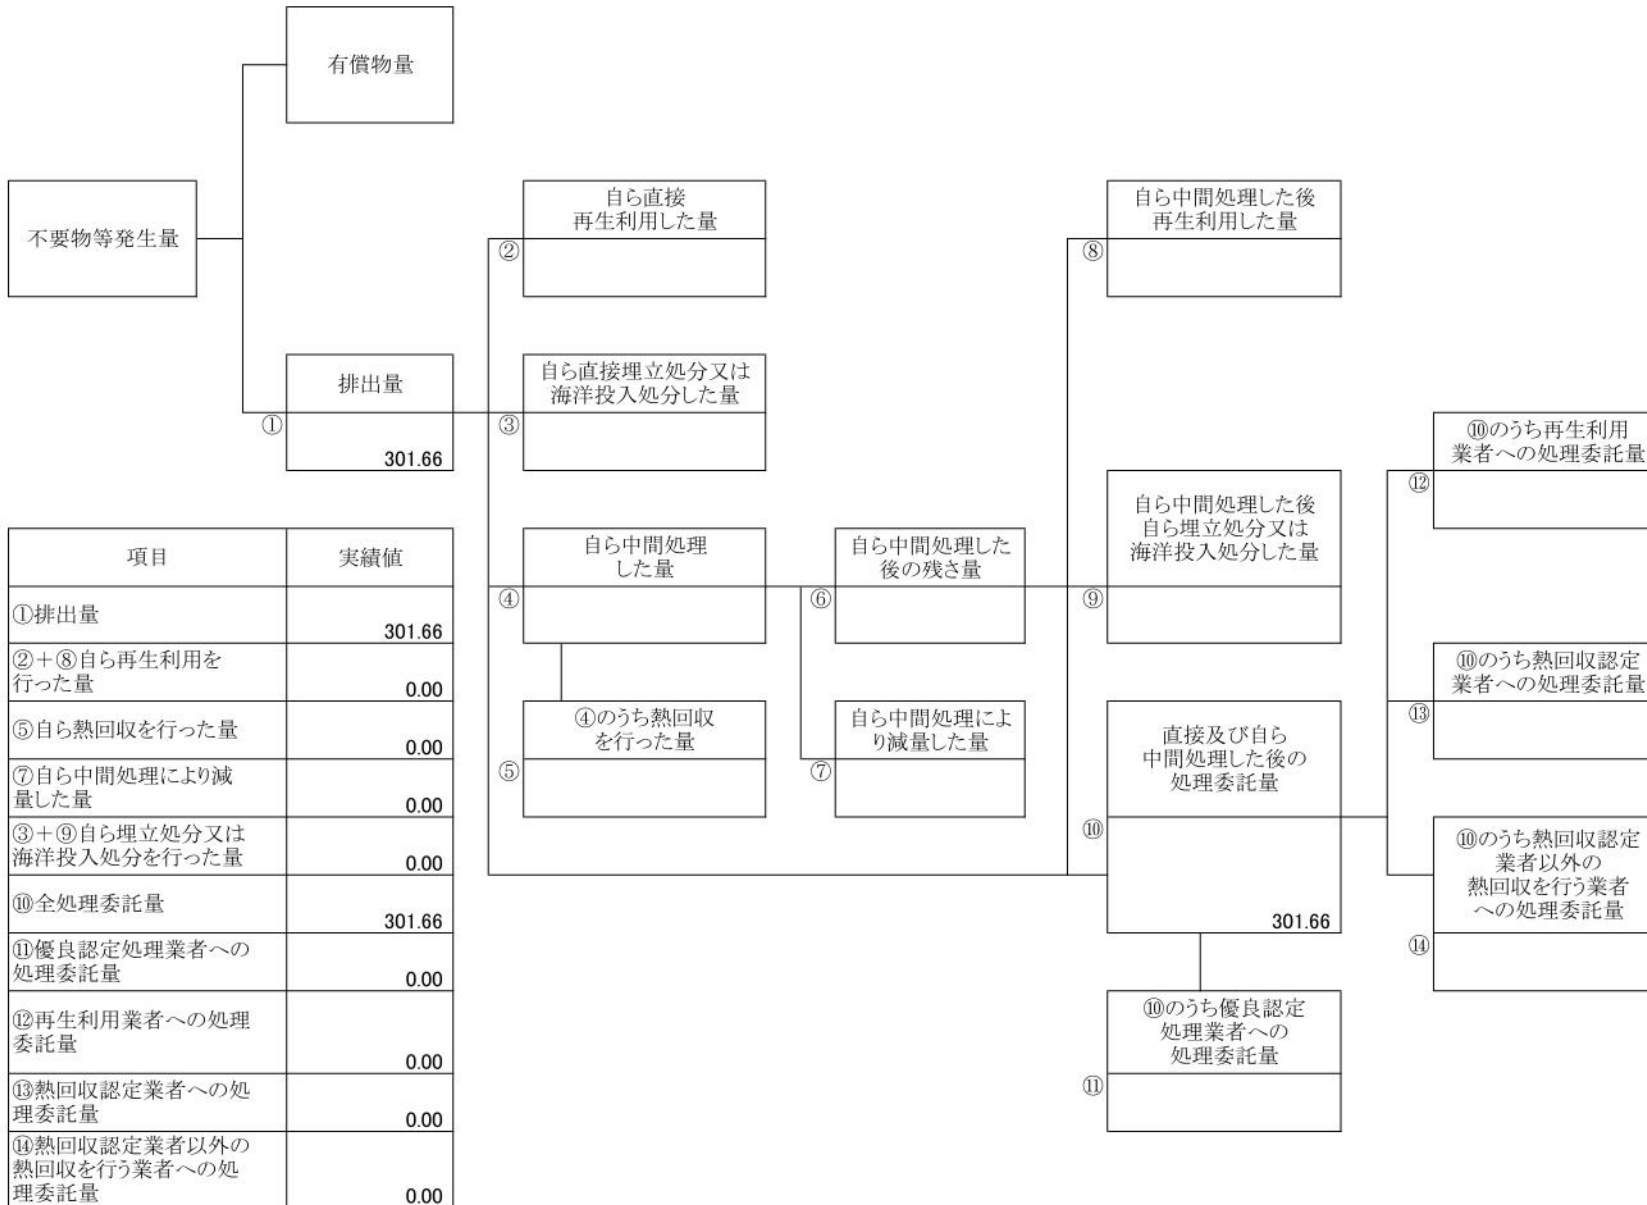 有償物量
不要物等発生量
排出量
①
301.66
自ら直接
再生利用した量
②
自ら直接埋立処分又は
海洋投入処分した量
③
自ら中間処理
した量
④
④のうち熱回収
を行った量
⑤
自ら中間処理した
後の残さ量
⑥
自ら中間処理によ
り減量した量
⑦
自ら中間処理した後
再生利用した量
⑧
自ら中間処理した後
自ら埋立処分又は
海洋投入処分した量
⑨
直接及び自ら
中間処理した後の
処理委託量
⑩
301.66
⑩のうち優良認定
処理業者への
処理委託量
⑪
⑩のうち再生利用
業者への処理委託量
⑫
⑩のうち熱回収認定
業者への処理委託量
⑬
⑩のうち熱回収認定
業者以外の
熱回収を行う業者
への処理委託量
⑭
項目 実績値
①排出量
301.66
②+⑧自ら再生利用を
行った量
0.00
⑤自ら熱回収を行った量
0.00
⑦自ら中間処理により減
量した量
0.00
③+⑨自ら埋立処分又は
海洋投入処分を行った量
0.00
⑩全処理委託量
301.66
⑪優良認定処理業者への
処理委託量
0.00
⑫再生利用業者への処理
委託量
0.00
⑬熱回収認定業者への処
理委託量
0.00
⑭熱回収認定業者以外の
熱回収を行う業者への処
理委託量
0.00